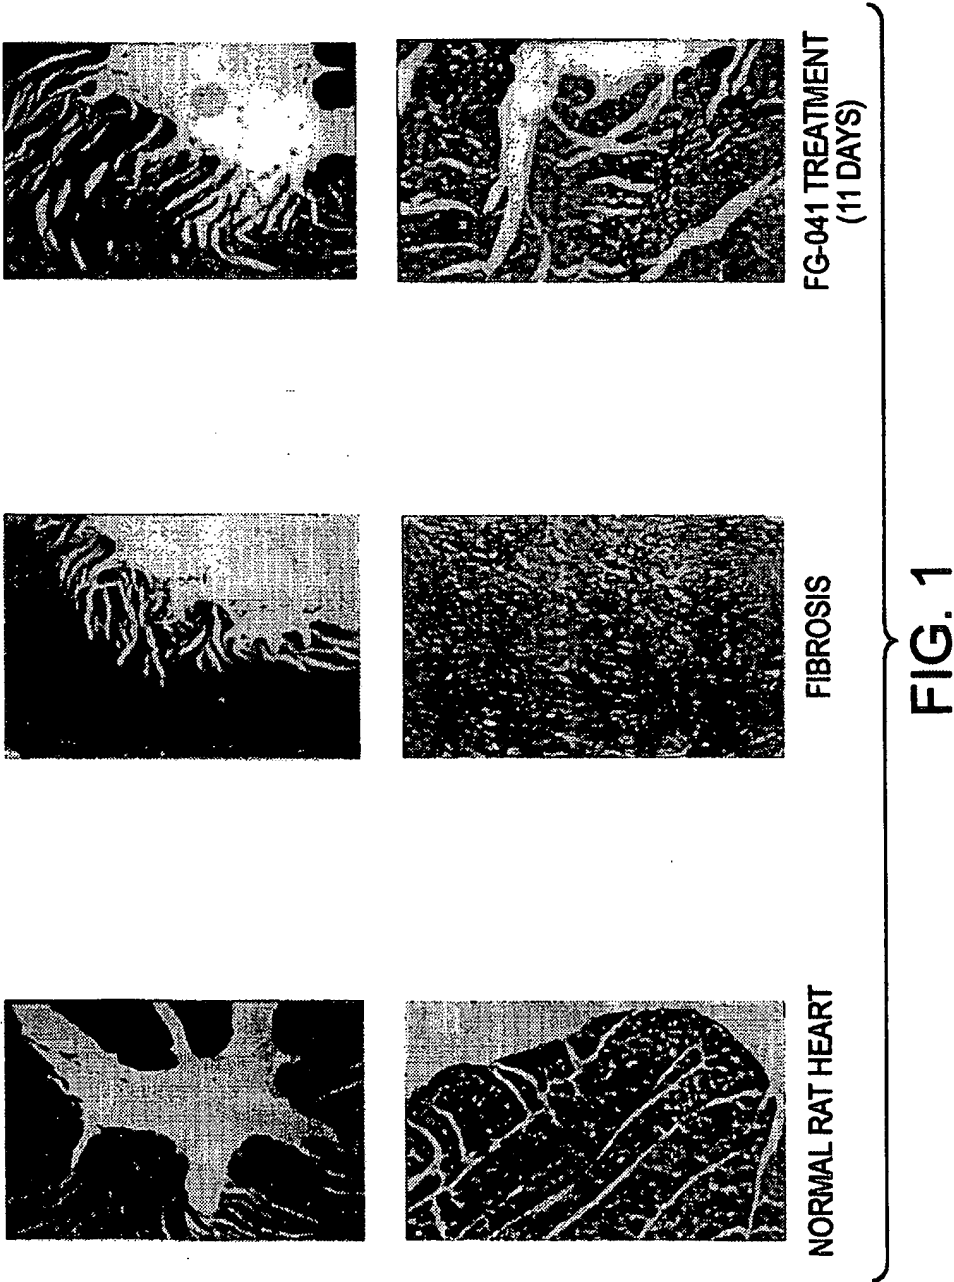 NORMAL RAT HEART
FIBROSIS
FG-041 TREATMENT
(11 DAYS)
FIG. 1